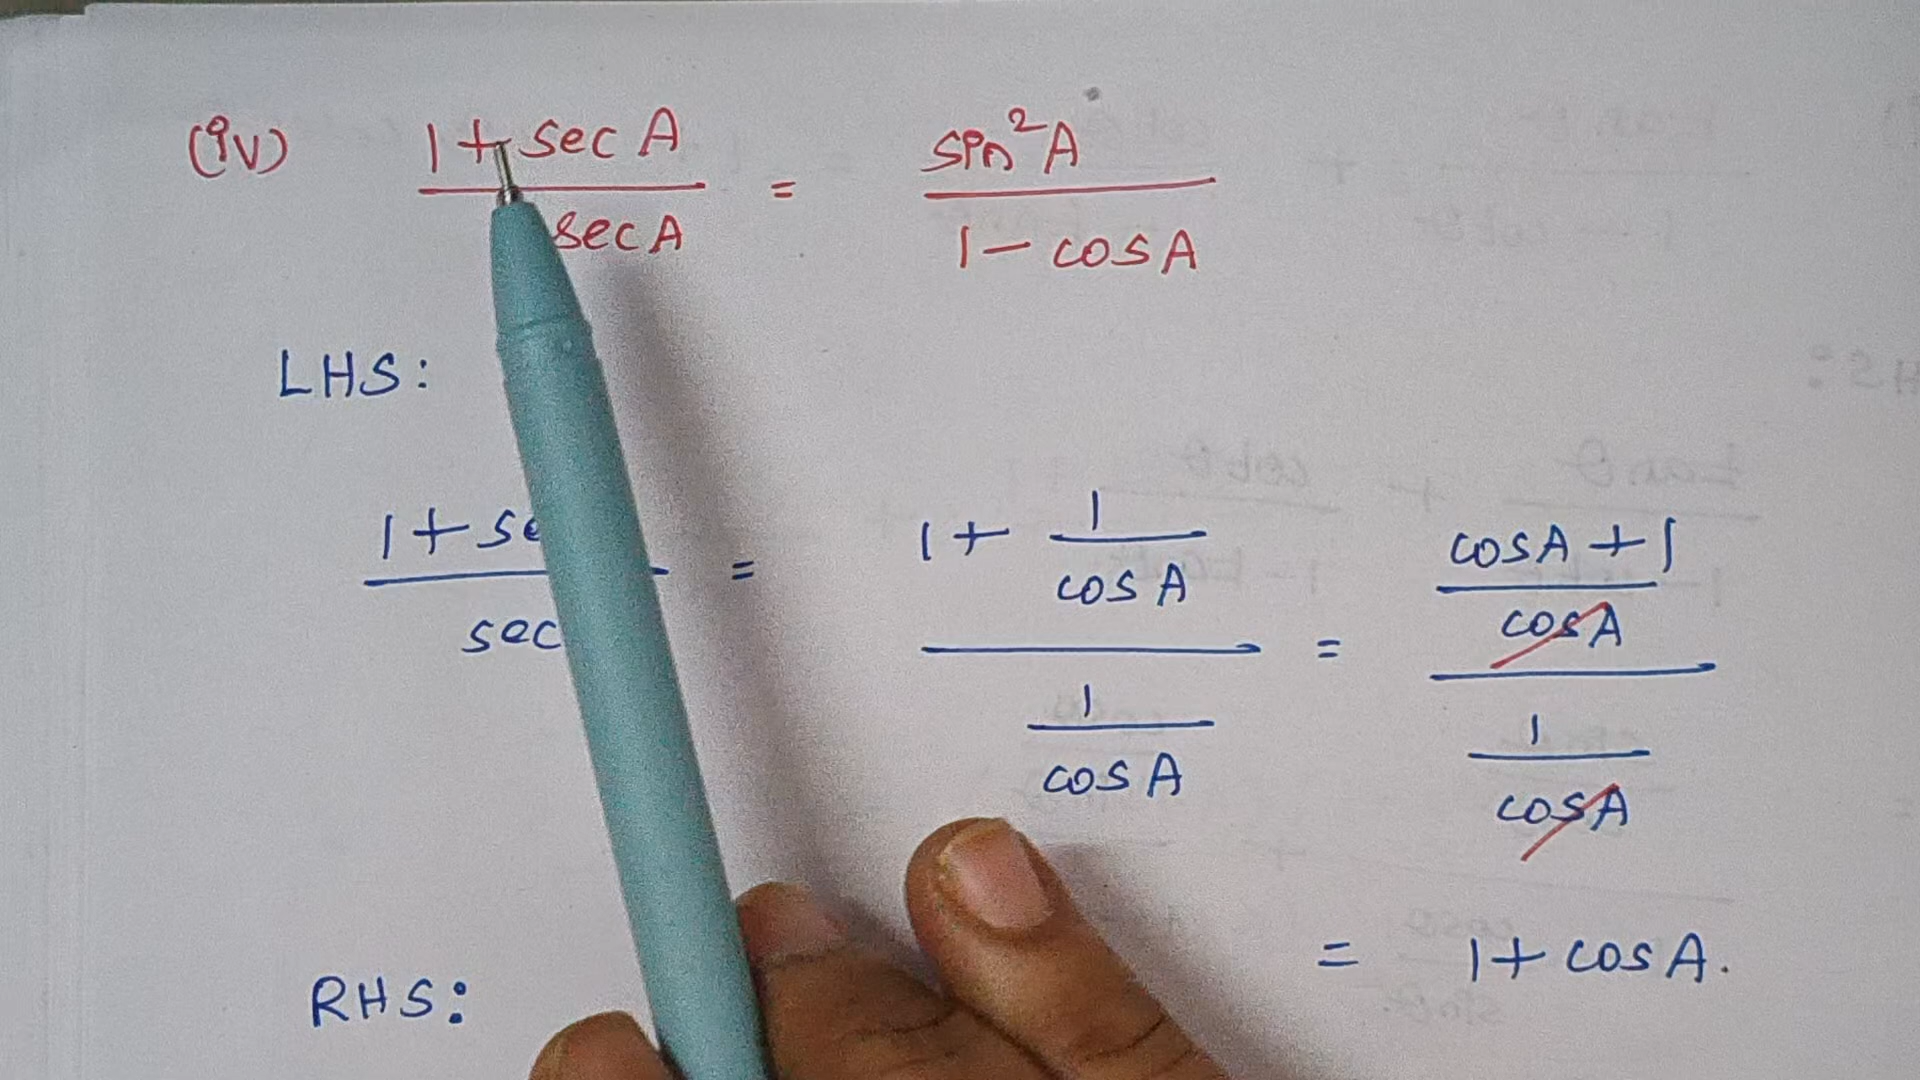 (iv) 1 + sec A / sec A = sin²A / 1 - cos A
LHS:
1 + se / sec = 1 + 1/cos A / 1/cos A = cos A + 1 / cos A / 1/cos A
= 1 + cos A.
RHS: